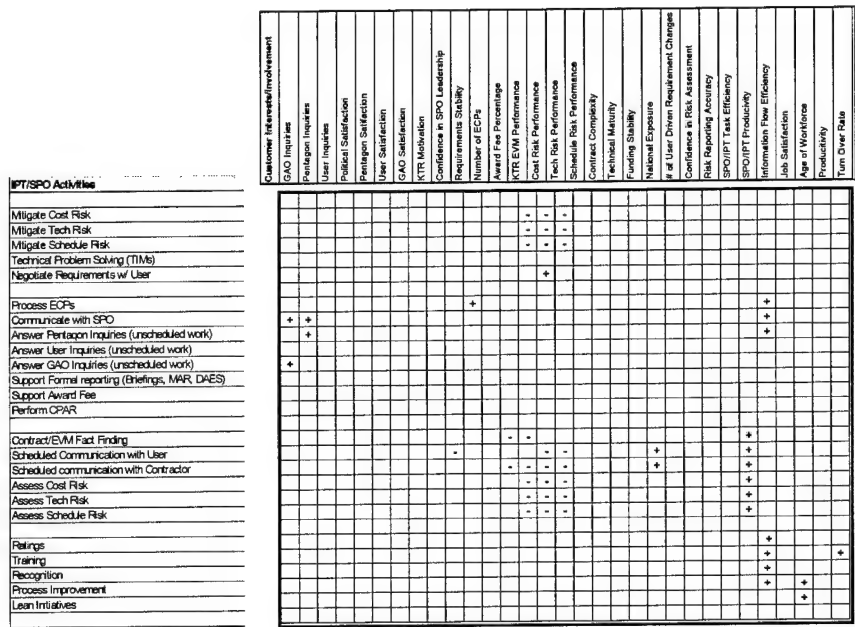 Customer Interests/Involvement
GAO Inquiries
Pentagon Inquiries
User Inquiries
Political Satisfaction
Pentagon Satifaction
User Satisfaction
GAO Satisfaction
KTR Motivation
Confidence in SPO Leadership
Requirements Stability
Number of ECPs
Award Fee Percentage
KTR EVM Performance
Cost Risk Performance
Tech Risk Performance
Schedule Risk Performance
Contract Complexity
Technical Maturity
Funding Stability
National Exposure
# of User Driven Requirement Changes
Confidence in Risk Assessment
Risk Reporting Accuracy
SPO/IPT Task Efficiency
SPO/IPT Producivity
Information Flow Efficiency
Job Satisfaction
Age of Workforce
Producitivity
Turn Over Rate
IPT/SPO Activities
Mitigate Cost Risk - - -
Mitigate Tech Risk - - -
Mitigate Schedule Risk - - -
Technical Problem Solving (TIMs)
Negotiate Requirements w/ User +
Process ECPs + +
Communicate with SPO + + +
Answer Pentagon Inquiries (unscheduled work) + +
Answer User Inquiries (unscheduled work)
Answer GAO Inquiries (unscheduled work) +
Support Formal reporting (Briefings, MAR, DAES)
Support Award Fee
Perform CPAR
Contract/EVM Fact Finding - - +
Scheduled Communication with User - - - + +
Scheduled communication with Contractor - - - - + +
Assess Cost Risk - - - +
Assess Tech Risk - - - +
Assess Schedule Risk - - - +
Ratings +
Training + +
Recognition +
Process Improvement + +
Lean Intiatives +